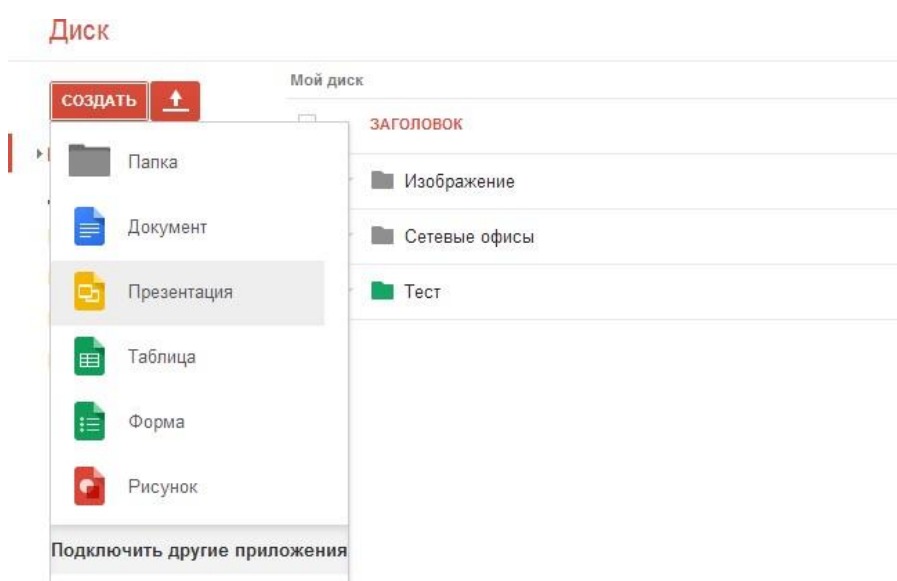 Диск
СОЗДАТЬ
Мой диск
ЗАГОЛОВОК
Папка
Изображение
Документ
Сетевые офисы
Презентация
Тест
Таблица
Форма
Рисунок
Подключить другие приложения